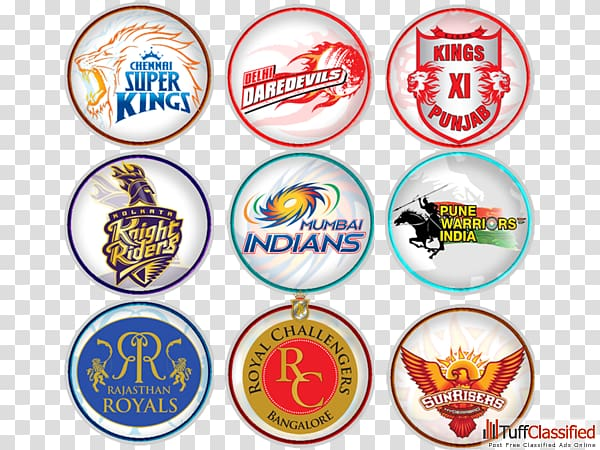 CHENNAI
SUPER
KINGS
DELHI
DAREDEVILS
KINGS
XI
PUNJAB
KOLKATA
Knight
Riders
MUMBAI
INDIANS
PUNE
WARRIORS
INDIA
RR
RAJASTHAN
ROYALS
ROYAL CHALLENGERS
RC
BANGALORE
SUNRISERS
HYDERABAD
TuffClassified
Post Free Classified Ads Online